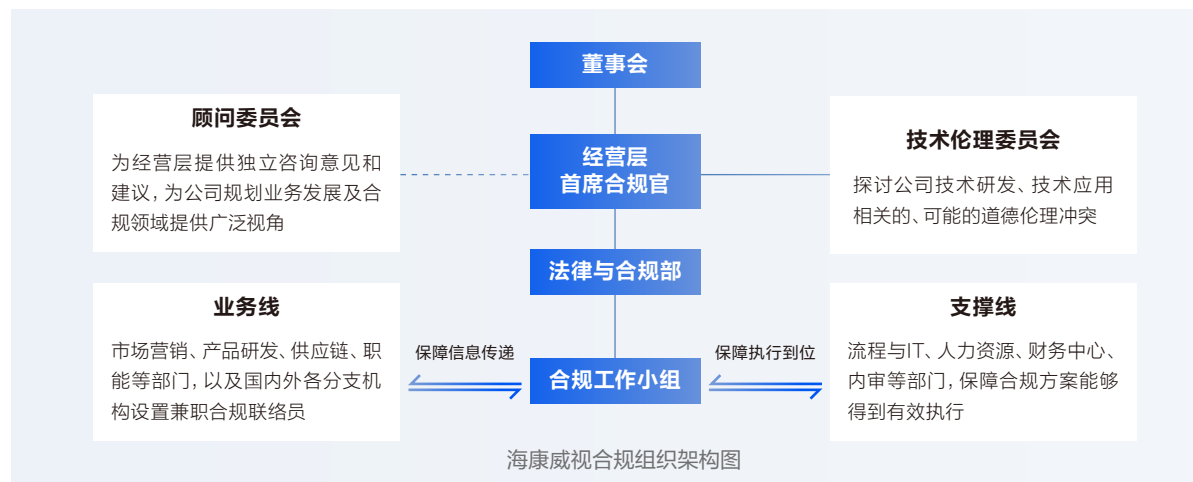 董事会
顾问委员会
为经营层提供独立咨询意见和
建议，为公司规划业务发展及合
规领域提供广泛视角
经营层
首席合规官
技术伦理委员会
探讨公司技术研发、技术应用
相关的、可能的道德伦理冲突
法律与合规部
业务线
市场营销、产品研发、供应链、职
能等部门，以及国内外各分支机
构设置兼职合规联络员
保障信息传递
合规工作小组
保障执行到位
支撑线
流程与IT、人力资源、财务中心、
内审等部门，保障合规方案能够
得到有效执行
海康威视合规组织架构图